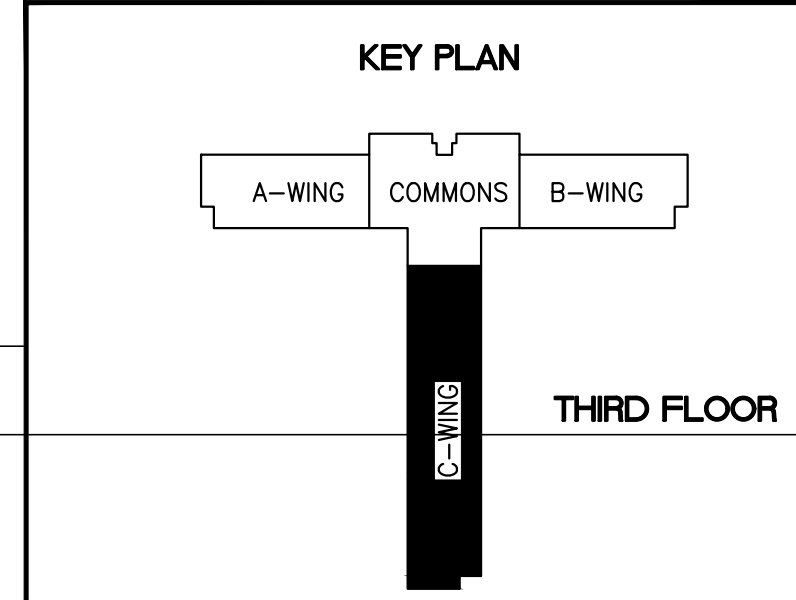 KEY PLAN
A-WING
COMMONS
B-WING
THIRD FLOOR
C-WING